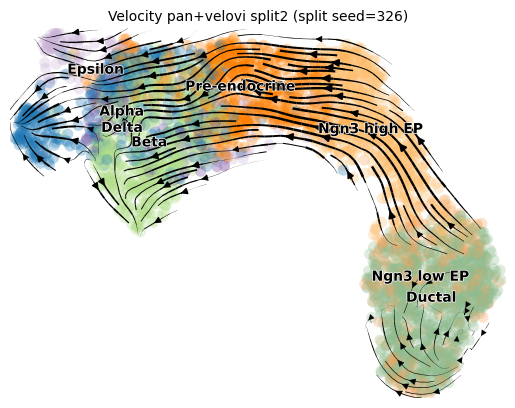 Velocity pan+velovi split2 (split seed=326)
Epsilon
Pre-endocrine
Alpha
Delta
Ngn3 high EP
Beta
Ngn3 low EP
Ductal